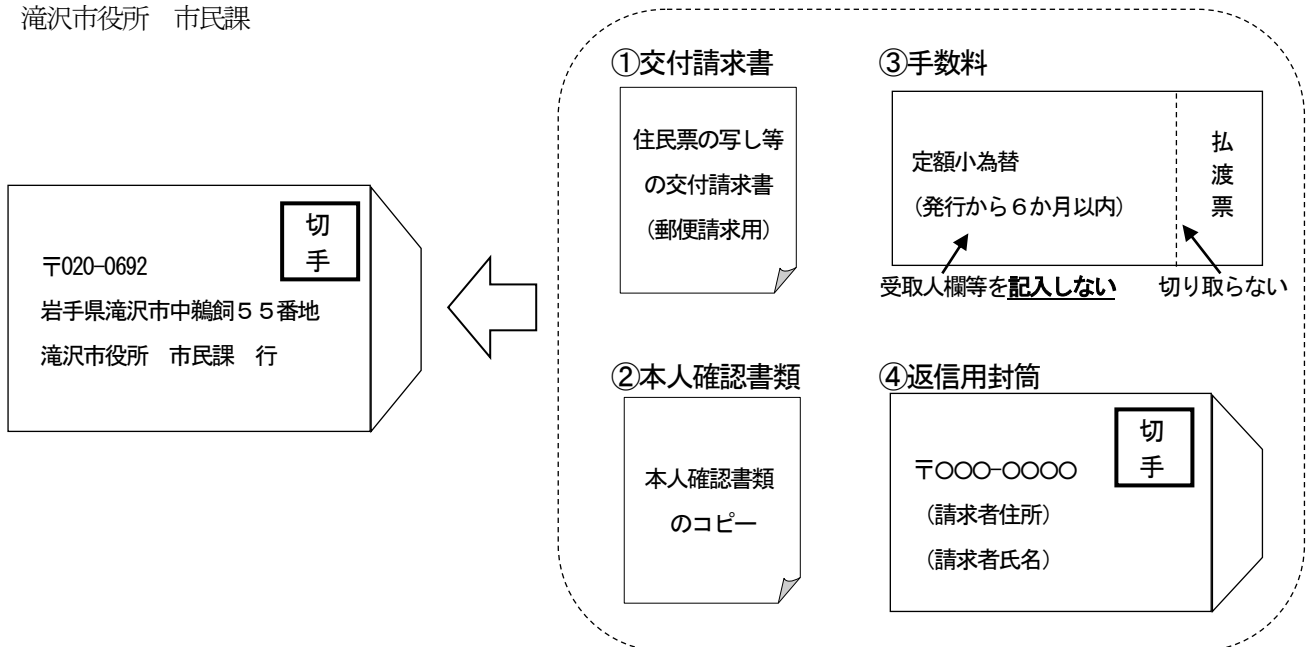 滝沢市役所　市民課
切
手
〒020-0692
岩手県滝沢市中鵜飼５５番地
滝沢市役所　市民課　行
①交付請求書
住民票の写し等
の交付請求書
（郵便請求用）
②本人確認書類
本人確認書類
のコピー
③手数料
定額小為替
（発行から６か月以内）
払
渡
票
受取人欄等を記入しない
切り取らない
④返信用封筒
切
手
〒○○○-○○○○
（請求者住所）
（請求者氏名）